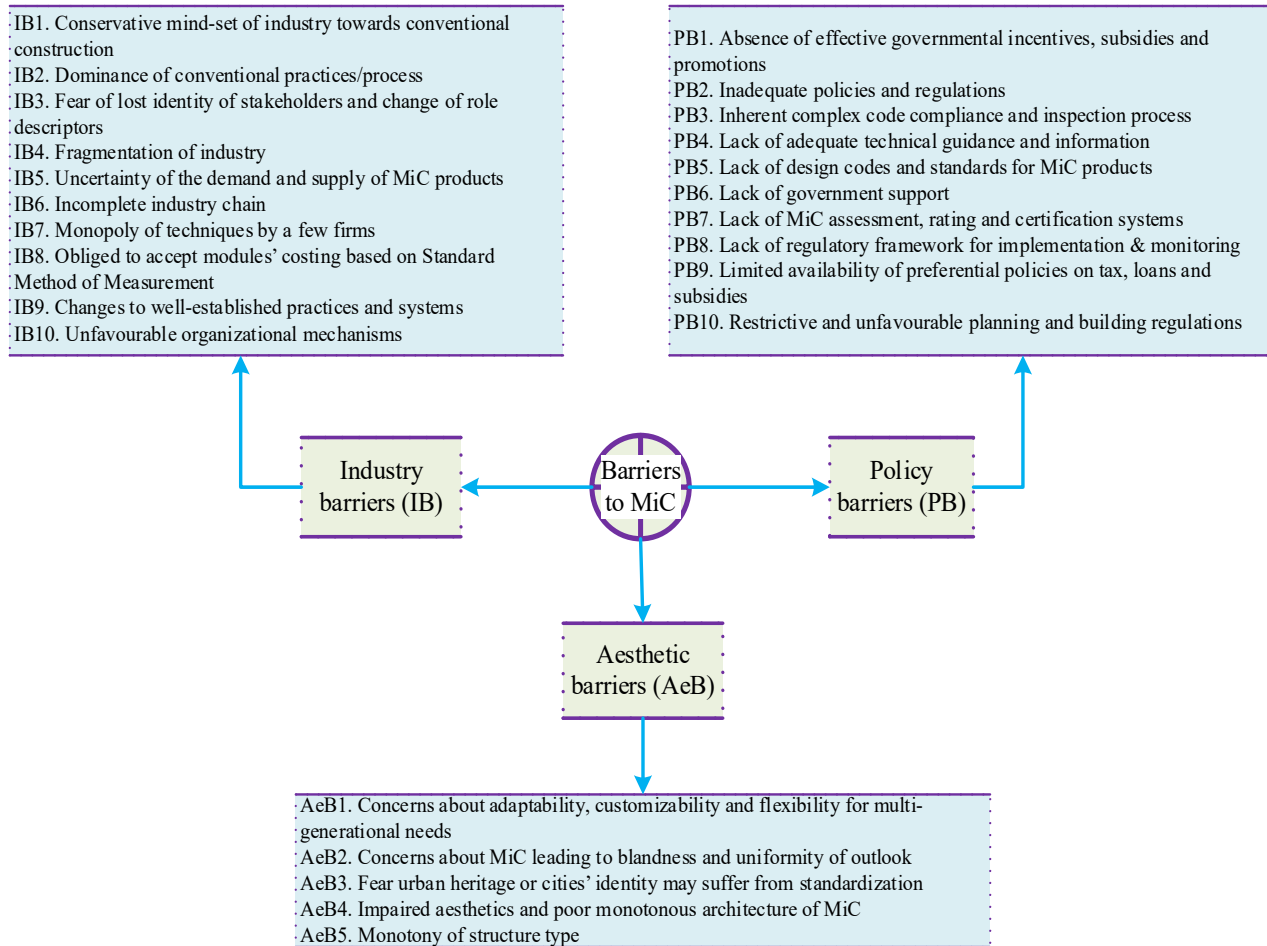 IB1. Conservative mind-set of industry towards conventional
construction
IB2. Dominance of conventional practices/process
IB3. Fear of lost identity of stakeholders and change of role
descriptors
IB4. Fragmentation of industry
IB5. Uncertainty of the demand and supply of MiC products
IB6. Incomplete industry chain
IB7. Monopoly of techniques by a few firms
IB8. Obliged to accept modules' costing based on Standard
Method of Measurement
IB9. Changes to well-established practices and systems
IB10. Unfavourable organizational mechanisms
PB1. Absence of effective governmental incentives, subsidies and
promotions
PB2. Inadequate policies and regulations
PB3. Inherent complex code compliance and inspection process
PB4. Lack of adequate technical guidance and information
PB5. Lack of design codes and standards for MiC products
PB6. Lack of government support
PB7. Lack of MiC assessment, rating and certification systems
PB8. Lack of regulatory framework for implementation & monitoring
PB9. Limited availability of preferential policies on tax, loans and
subsidies
PB10. Restrictive and unfavourable planning and building regulations
Industry
barriers (IB)
Barriers
to MiC
Policy
barriers (PB)
Aesthetic
barriers (AeB)
AeB1. Concerns about adaptability, customizability and flexibility for multi-
generational needs
AeB2. Concerns about MiC leading to blandness and uniformity of outlook
AeB3. Fear urban heritage or cities' identity may suffer from standardization
AeB4. Impaired aesthetics and poor monotonous architecture of MiC
AeB5. Monotony of structure type